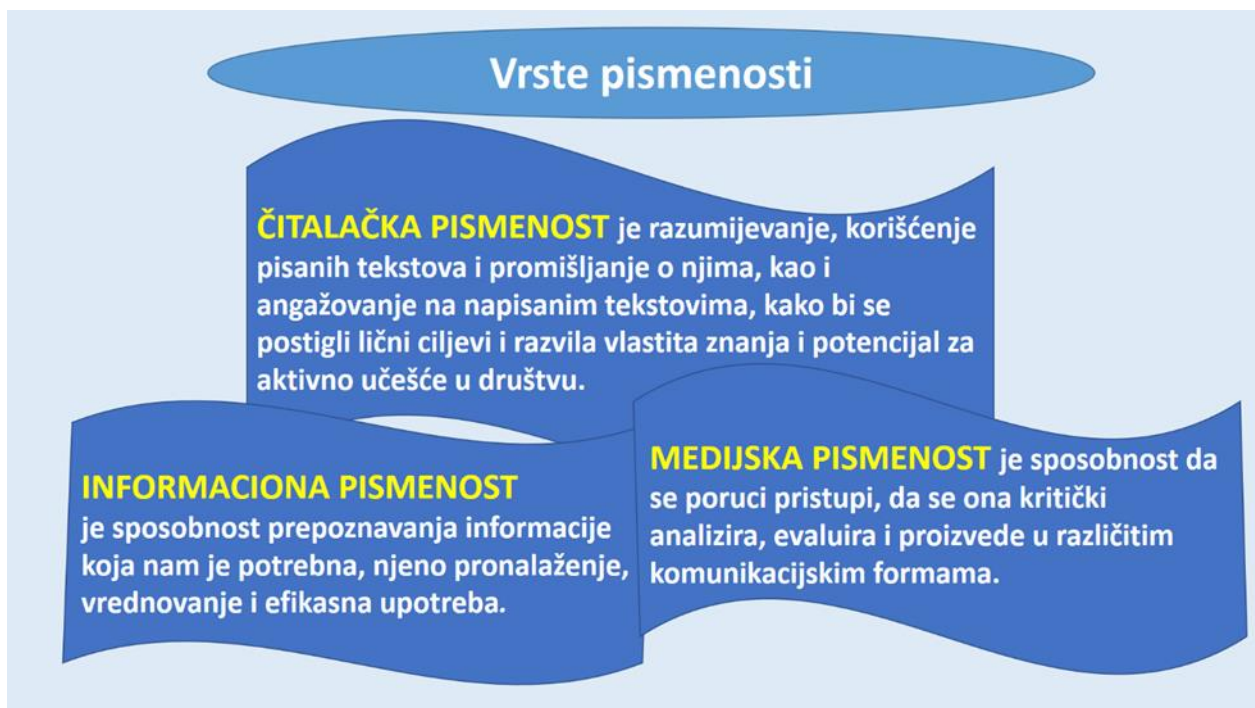 Vrste pismenosti
ČITALAČKA PISMENOST je razumijevanje, korišćenje
pisanih tekstova i promišljanje o njima, kao i
angažovanje na napisanim tekstovima, kako bi se
postigli lični ciljevi i razvila vlastita znanja i potencijal za
aktivno učešće u društvu.
INFORMACIONA PISMENOST
je sposobnost prepoznavanja informacije
koja nam je potrebna, njeno pronalaženje,
vrednovanje i efikasna upotreba.
MEDIJSKA PISMENOST je sposobnost da
se poruci pristupi, da se ona kritički
analizira, evaluira i proizvede u različitim
komunikacijskim formama.